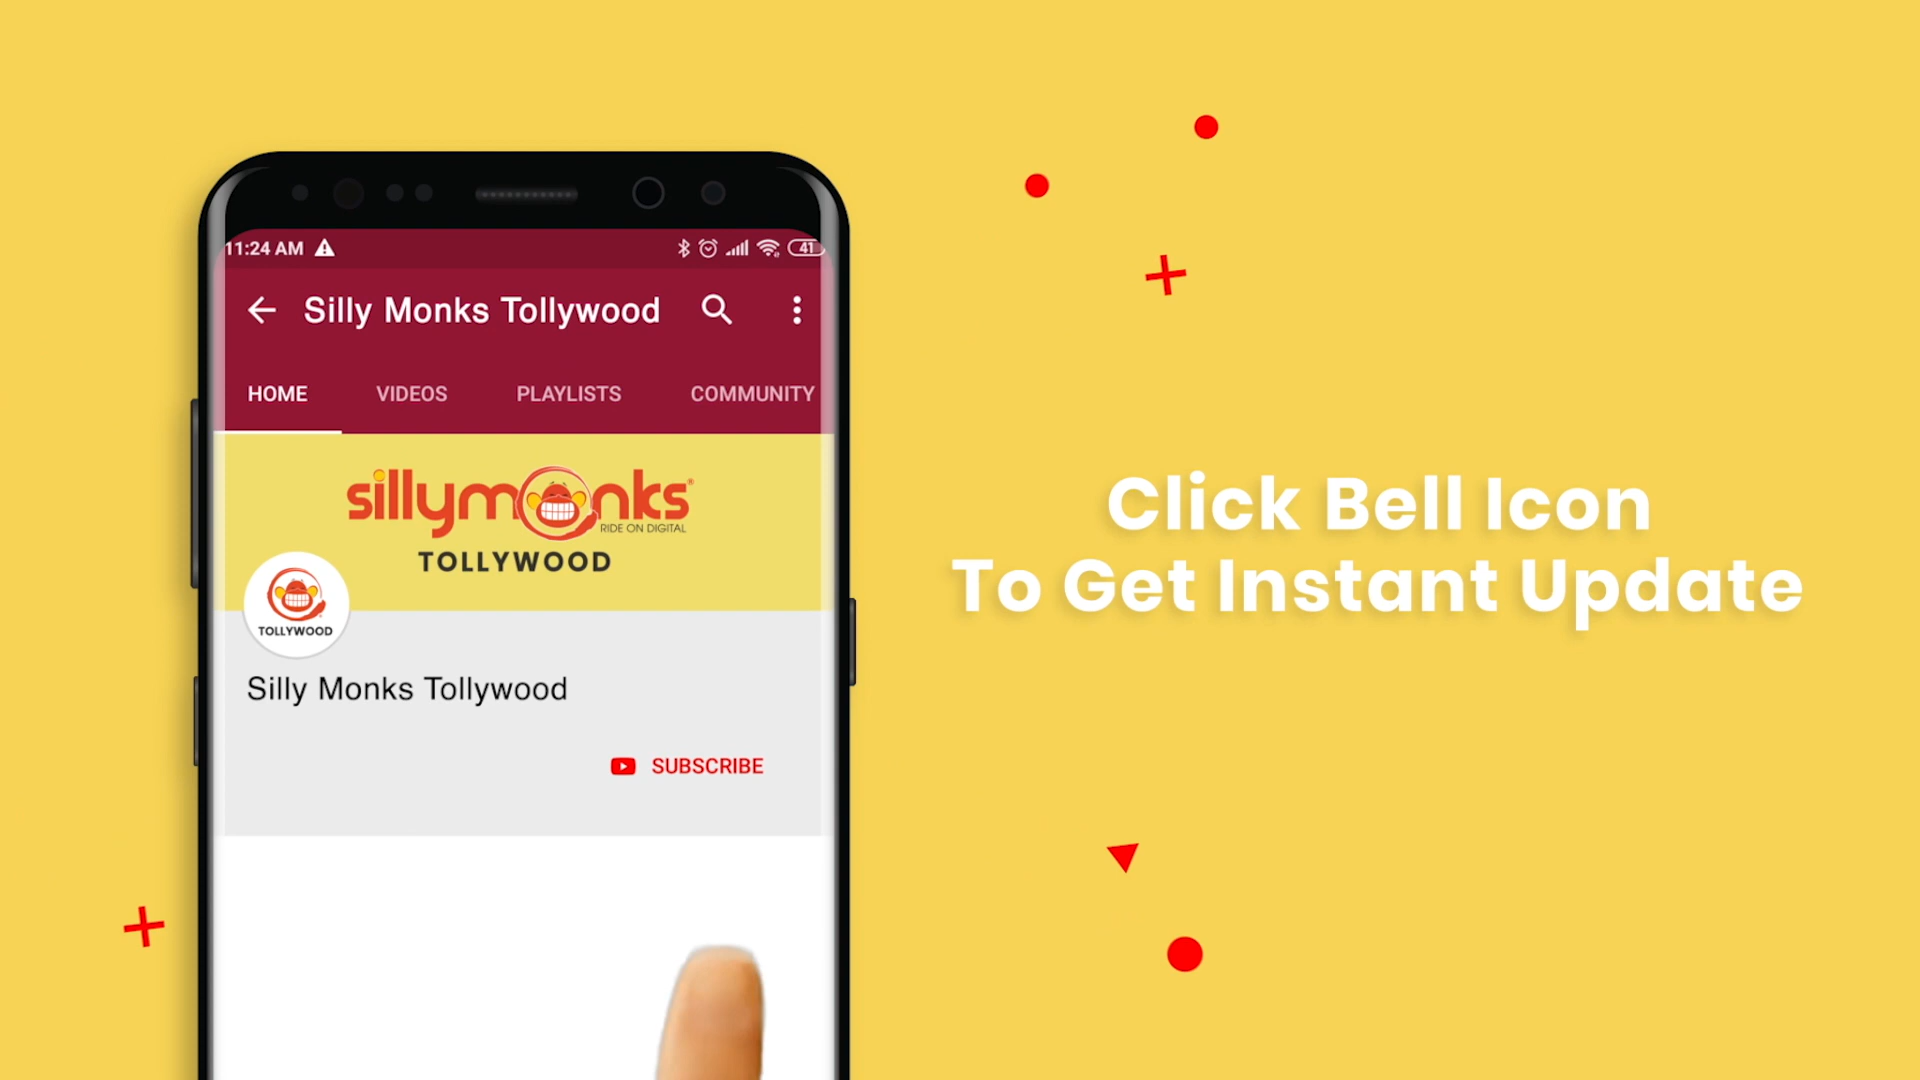 11:24 AM
41
Silly Monks Tollywood
HOME VIDEOS PLAYLISTS COMMUNITY
sillymonks®
RIDE ON DIGITAL
TOLLYWOOD
TOLLYWOOD
Silly Monks Tollywood
SUBSCRIBE
Click Bell Icon
To Get Instant Update